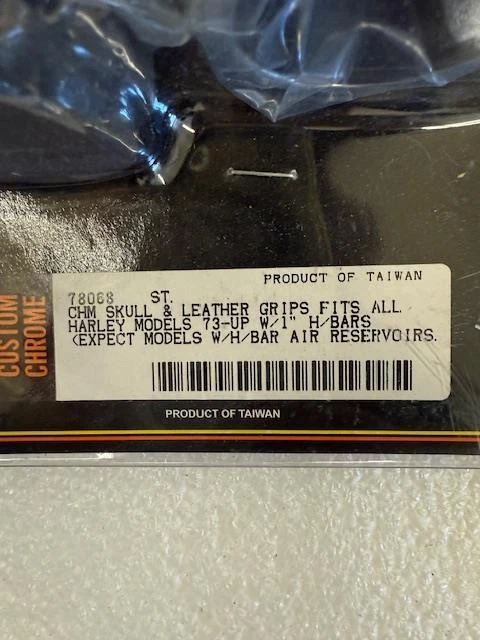 PRODUCT OF TAIWAN
78068 ST.
CHM SKULL & LEATHER GRIPS FITS ALL.
HARLEY MODELS 73-UP W/1" H/BARS
<EXPECT MODELS W/H/BAR AIR RESERVOIRS.
PRODUCT OF TAIWAN
CUSTOM
CHROME